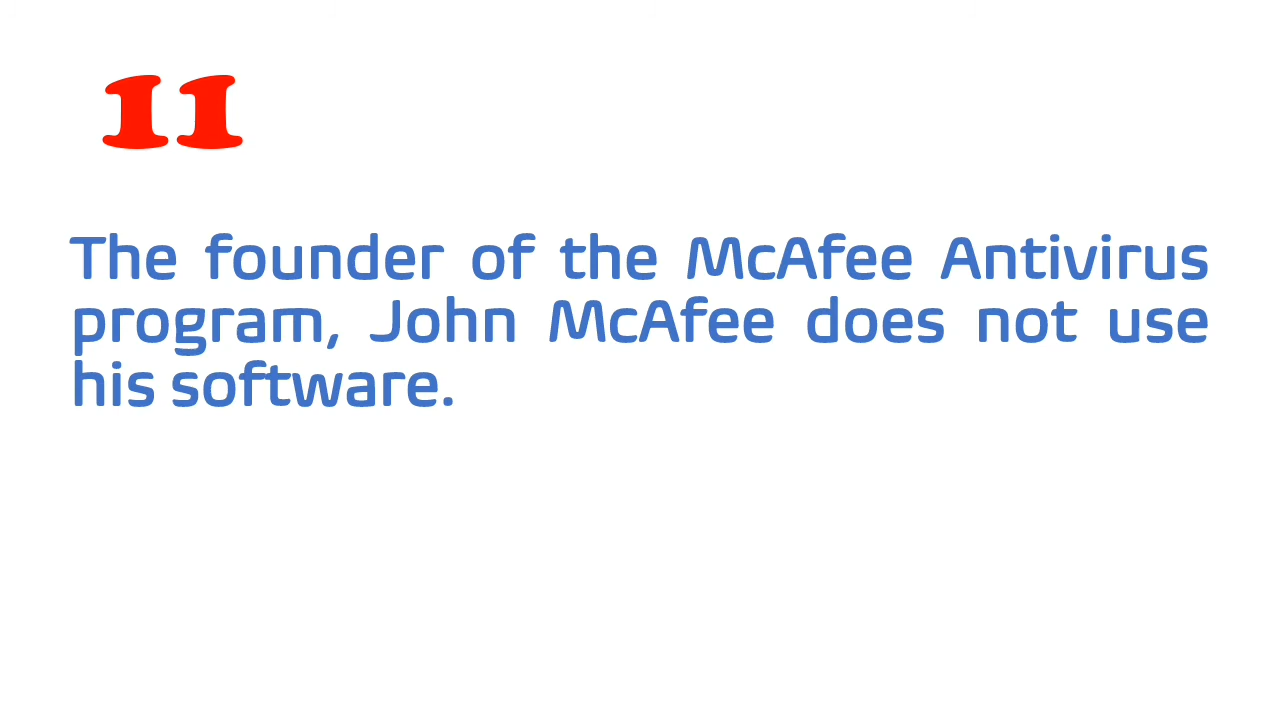 11
The founder of the McAfee Antivirus
program, John McAfee does not use
his software.